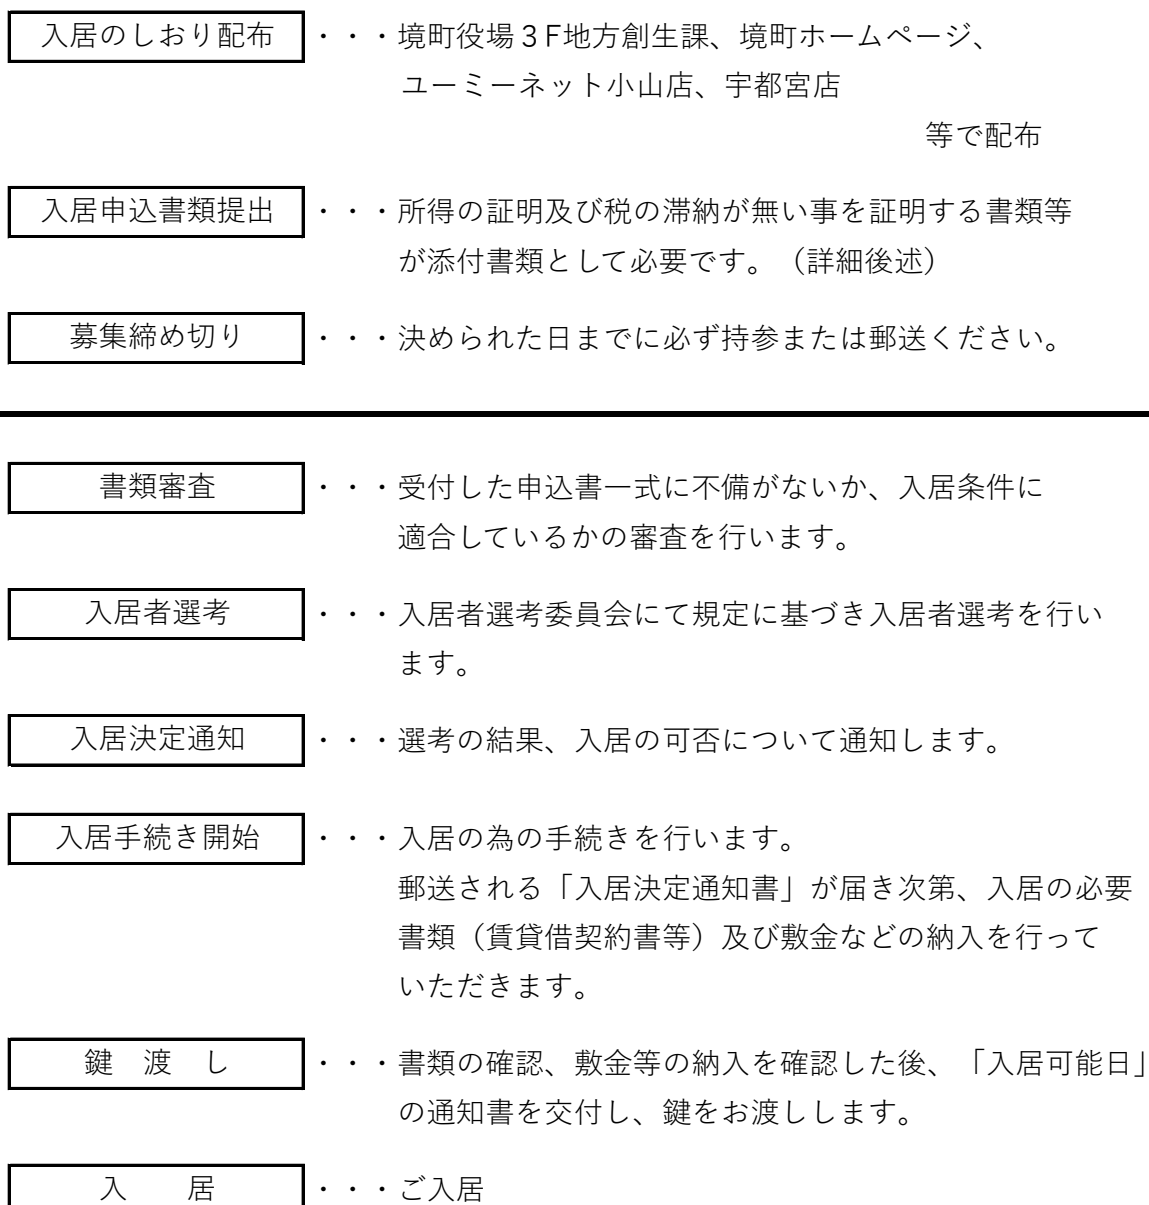 入居のしおり配布 ・・・境町役場３F地方創生課、境町ホームページ、
ユーミーネット小山店、宇都宮店
等で配布
入居申込書類提出 ・・・所得の証明及び税の滞納が無い事を証明する書類等
が添付書類として必要です。（詳細後述）
募集締め切り ・・・決められた日までに必ず持参または郵送ください。
書類審査 ・・・受付した申込書一式に不備がないか、入居条件に
適合しているかの審査を行います。
入居者選考 ・・・入居者選考委員会にて規定に基づき入居者選考を行い
ます。
入居決定通知 ・・・選考の結果、入居の可否について通知します。
入居手続き開始 ・・・入居の為の手続きを行います。
郵送される「入居決定通知書」が届き次第、入居の必要
書類（賃貸借契約書等）及び敷金などの納入を行って
いただきます。
鍵　渡　し ・・・書類の確認、敷金等の納入を確認した後、「入居可能日」
の通知書を交付し、鍵をお渡しします。
入　　居 ・・・ご入居